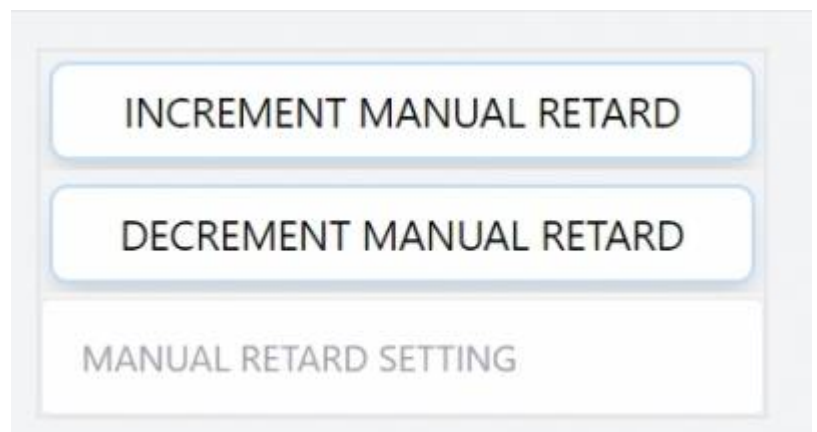 INCREMENT MANUAL RETARD
DECREMENT MANUAL RETARD
MANUAL RETARD SETTING